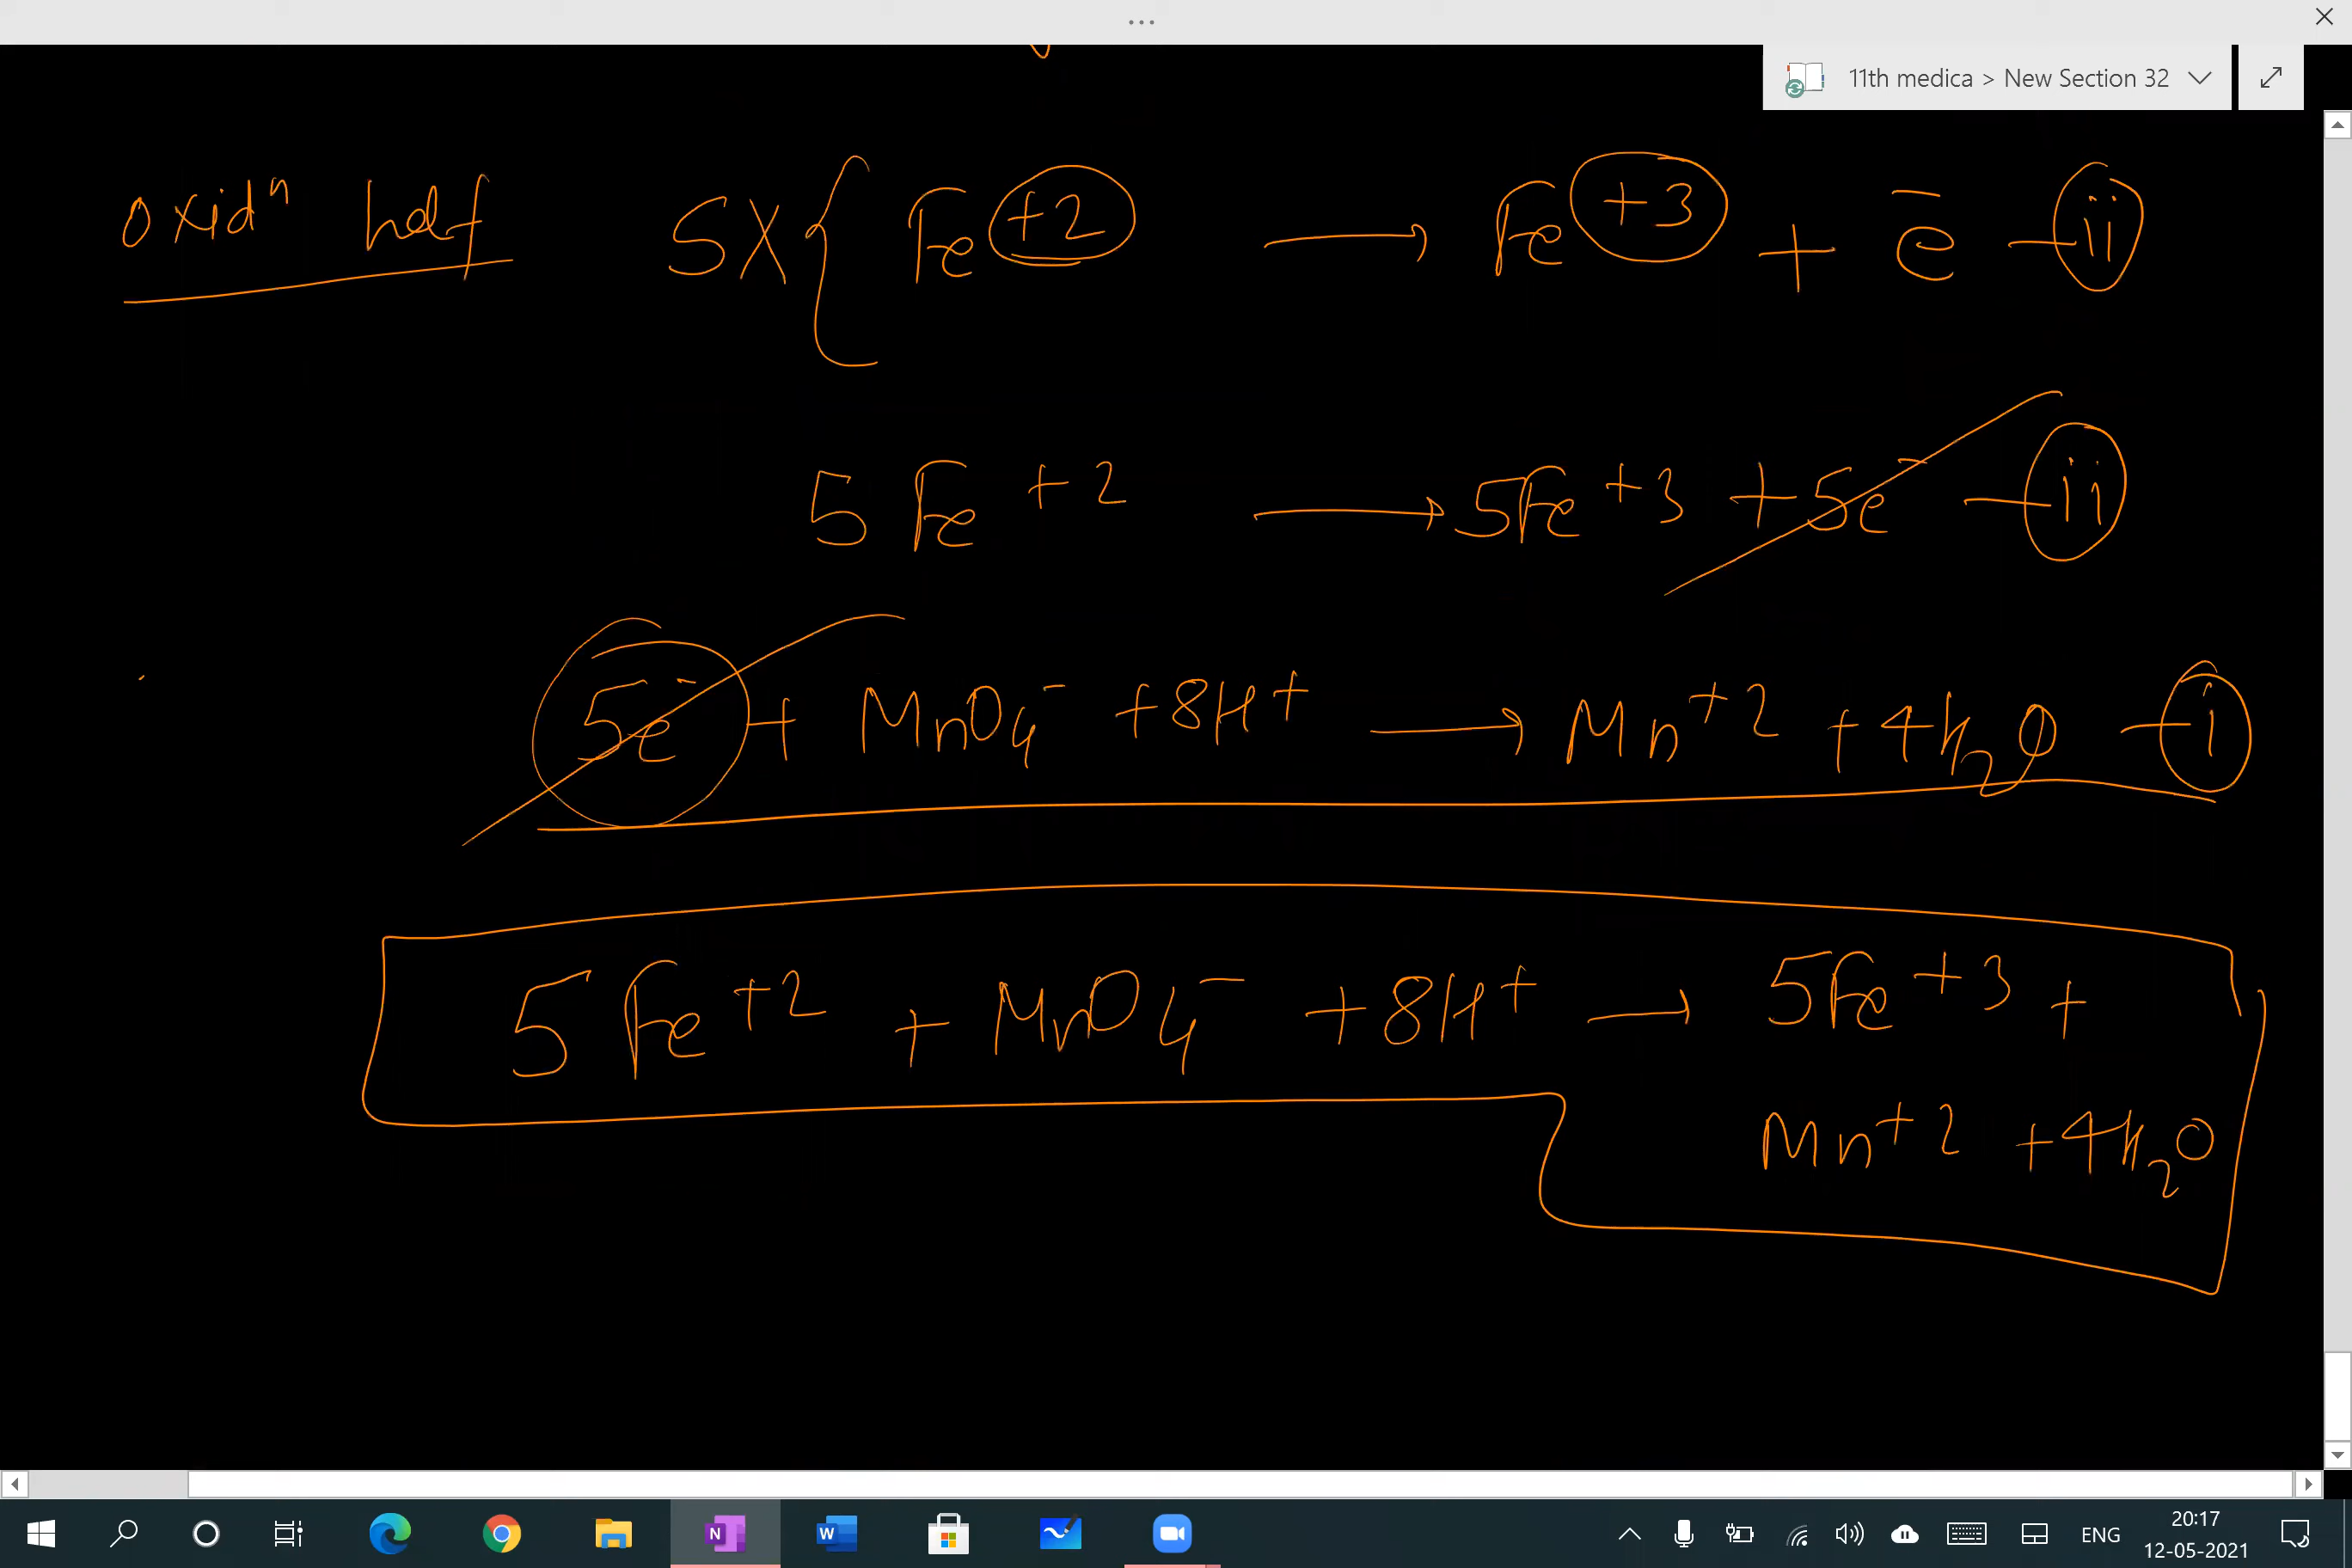 11th medica > New Section 32
oxidⁿ half 5X { Fe⁺² ⟶ Fe⁺³ + e⁻ — ii
5Fe⁺² ⟶ 5Fe⁺³ + 5e⁻ — ii
5e⁻ + MnO₄⁻ + 8H⁺ ⟶ Mn⁺² + 4H₂O — i
5Fe⁺² + MnO₄⁻ + 8H⁺ → 5Fe⁺³ +
Mn⁺² + 4H₂O
ENG
20:17
12-05-2021